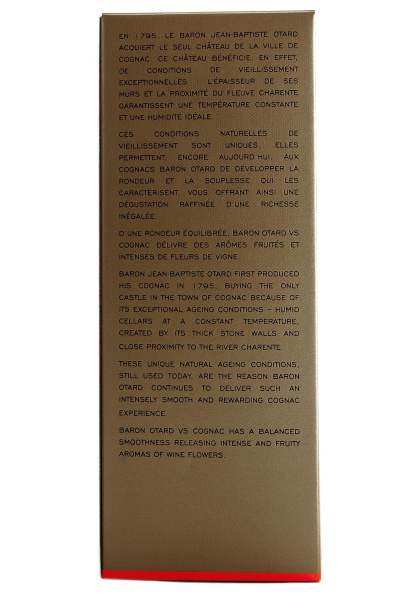 EN 1795, LE BARON JEAN-BAPTISTE OTARD
ACQUIERT LE SEUL CHÂTEAU DE LA VILLE DE
COGNAC. CE CHÂTEAU BÉNÉFICIE, EN EFFET,
DE CONDITIONS DE VIEILLISSEMENT
EXCEPTIONNELLES : L'ÉPAISSEUR DE SES
MURS ET LA PROXIMITÉ DU FLEUVE CHARENTE
GARANTISSENT UNE TEMPÉRATURE CONSTANTE
ET UNE HUMIDITÉ IDÉALE.
CES CONDITIONS NATURELLES DE
VIEILLISSEMENT SONT UNIQUES, ELLES
PERMETTENT, ENCORE AUJOURD'HUI, AUX
COGNACS BARON OTARD DE DEVELOPPER LA
RONDEUR ET LA SOUPLESSE QUI LES
CARACTERISENT, VOUS OFFRANT AINSI UNE
DÉGUSTATION RAFFINÉE D'UNE RICHESSE
INÉGALÉE.
D'UNE RONDEUR ÉQUILIBRÉE, BARON OTARD VS
COGNAC DÉLIVRE DES ARÔMES FRUITÉS ET
INTENSES DE FLEURS DE VIGNE.
BARON JEAN-BAPTISTE OTARD FIRST PRODUCED
HIS COGNAC IN 1795, BUYING THE ONLY
CASTLE IN THE TOWN OF COGNAC BECAUSE OF
ITS EXCEPTIONAL AGEING CONDITIONS – HUMID
CELLARS AT A CONSTANT TEMPERATURE,
CREATED BY ITS THICK STONE WALLS AND
CLOSE PROXIMITY TO THE RIVER CHARENTE.
THESE UNIQUE NATURAL AGEING CONDITIONS,
STILL USED TODAY, ARE THE REASON BARON
OTARD CONTINUES TO DELIVER SUCH AN
INTENSELY SMOOTH AND REWARDING COGNAC
EXPERIENCE.
BARON OTARD VS COGNAC HAS A BALANCED
SMOOTHNESS RELEASING INTENSE AND FRUITY
AROMAS OF WINE FLOWERS.